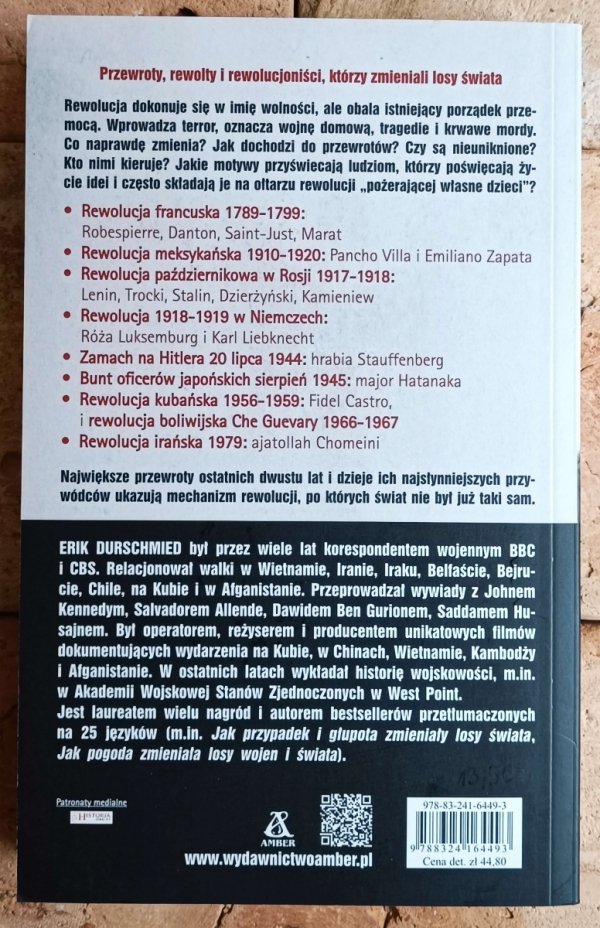 Przewroty, rewolty i rewolucjoniści, którzy zmieniali losy świata
Rewolucja dokonuje się w imię wolności, ale obala istniejący porządek prze-
mocą. Wprowadza terror, oznacza wojnę domową, tragedie i krwawe mordy.
Co naprawdę zmienia? Jak dochodzi do przewrotów? Czy są nieuniknione?
Kto nimi kieruje? Jakie motywy przyświecają ludziom, którzy poświęcają ży-
cie idei i często składają je na ołtarzu rewolucji „pożerającej własne dzieci"?
• Rewolucja francuska 1789-1799:
Robespierre, Danton, Saint-Just, Marat
• Rewolucja meksykańska 1910-1920: Pancho Villa i Emiliano Zapata
• Rewolucja październikowa w Rosji 1917-1918:
Lenin, Trocki, Stalin, Dzierżyński, Kamieniew
• Rewolucja 1918-1919 w Niemczech:
Róża Luksemburg i Karl Liebknecht
• Zamach na Hitlera 20 lipca 1944: hrabia Stauffenberg
• Bunt oficerów japońskich sierpień 1945: major Hatanaka
• Rewolucja kubańska 1956-1959: Fidel Castro,
i rewolucja boliwijska Che Guevary 1966-1967
• Rewolucja irańska 1979: ajatollah Chomeini
Największe przewroty ostatnich dwustu lat i dzieje ich najsłynniejszych przy-
wódców ukazują mechanizm rewolucji, po których świat nie był już taki sam.
ERIK DURSCHMIED był przez wiele lat korespondentem wojennym BBC
i CBS. Relacjonował walki w Wietnamie, Iranie, Iraku, Belfaście, Bejru-
cie, Chile, na Kubie i w Afganistanie. Przeprowadzał wywiady z Johnem
Kennedym, Salvadorem Allende, Dawidem Ben Gurionem, Saddamem Hu-
sajnem. Był operatorem, reżyserem i producentem unikatowych filmów
dokumentujących wydarzenia na Kubie, w Chinach, Wietnamie, Kambodży
i Afganistanie. W ostatnich latach wykładał historię wojskowości, m.in.
w Akademii Wojskowej Stanów Zjednoczonych w West Point.
Jest laureatem wielu nagród i autorem bestsellerów przetłumaczonych
na 25 języków (m.in. Jak przypadek i głupota zmieniały losy świata,
Jak pogoda zmieniała losy wojen i świata).
Patronaty medialne
HISTORIA
AMBER
www.wydawnictwoamber.pl
978-83-241-6449-3
9 788324 164493
Cena det. zł 44,80